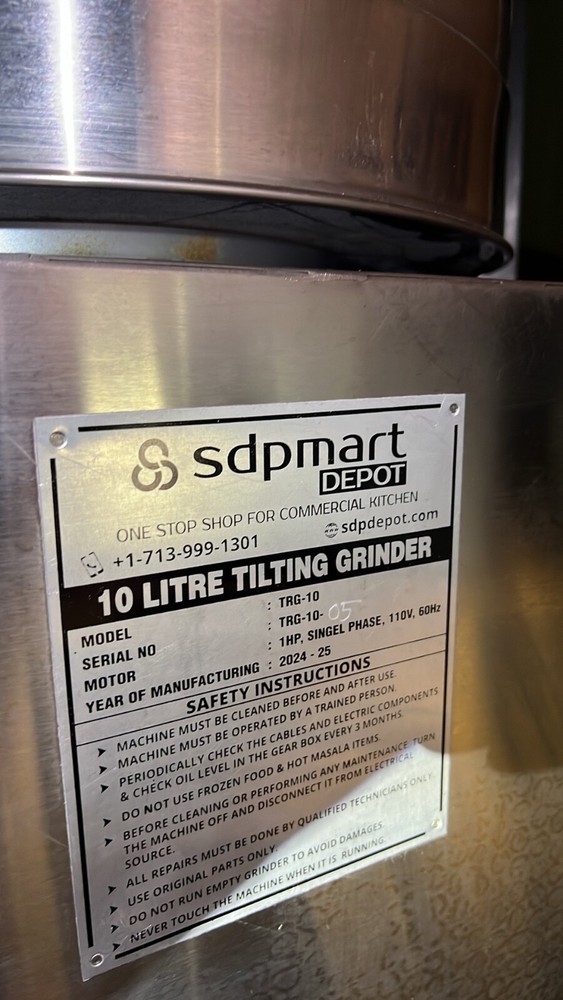 sdpmart
DEPOT
ONE STOP SHOP FOR COMMERCIAL KITCHEN
+1-713-999-1301 sdpdepot.com
10 LITRE TILTING GRINDER
MODEL : TRG-10
SERIAL NO : TRG-10-05
MOTOR : 1HP, SINGEL PHASE, 110V, 60Hz
YEAR OF MANUFACTURING : 2024 - 25
SAFETY INSTRUCTIONS
➤ MACHINE MUST BE CLEANED BEFORE AND AFTER USE.
➤ MACHINE MUST BE OPERATED BY A TRAINED PERSON.
➤ PERIODICALLY CHECK THE CABLES AND ELECTRIC COMPONENTS
& CHECK OIL LEVEL IN THE GEAR BOX EVERY 3 MONTHS.
➤ DO NOT USE FROZEN FOOD & HOT MASALA ITEMS.
➤ BEFORE CLEANING OR PERFORMING ANY MAINTENANCE, TURN
THE MACHINE OFF AND DISCONNECT IT FROM ELECTRICAL
SOURCE.
➤ ALL REPAIRS MUST BE DONE BY QUALIFIED TECHNICIANS ONLY.
➤ USE ORIGINAL PARTS ONLY.
➤ DO NOT RUN EMPTY GRINDER TO AVOID DAMAGES
➤ NEVER TOUCH THE MACHINE WHEN IT IS RUNNING.